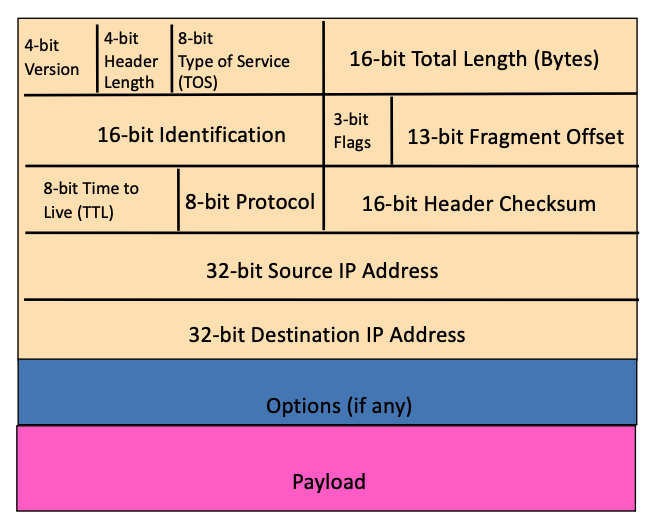 4-bit
Version
4-bit
Header
Length
8-bit
Type of Service
(TOS)
16-bit Total Length (Bytes)
16-bit Identification
3-bit
Flags
13-bit Fragment Offset
8-bit Time to
Live (TTL)
8-bit Protocol
16-bit Header Checksum
32-bit Source IP Address
32-bit Destination IP Address
Options (if any)
Payload